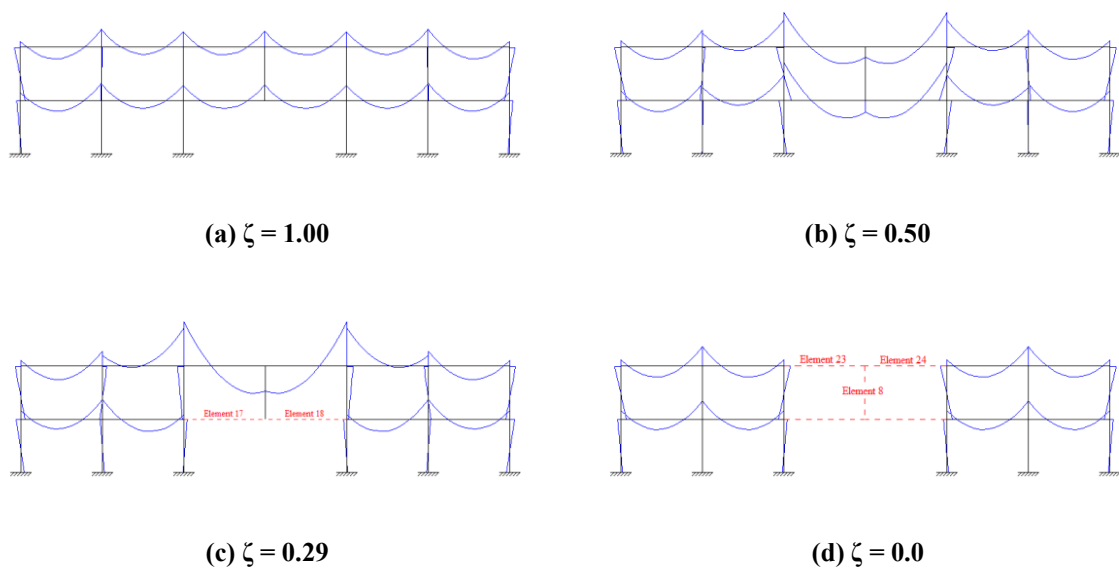 (a) ζ = 1.00
(b) ζ = 0.50
Element 17
Element 18
(c) ζ = 0.29
Element 23
Element 24
Element 8
(d) ζ = 0.0